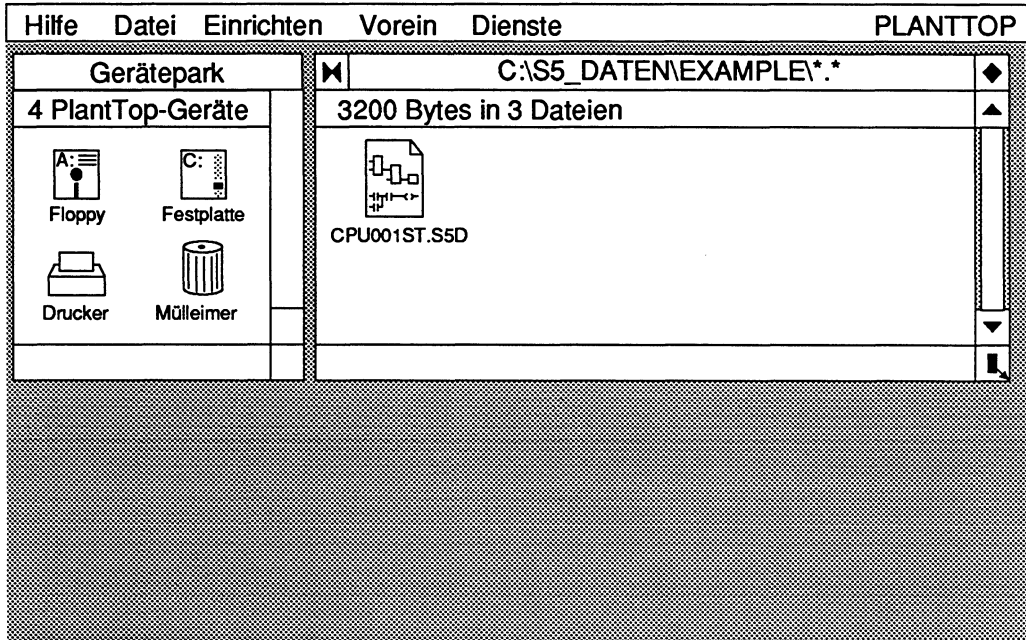 Hilfe Datei Einrichten Vorein Dienste PLANTTOP
Gerätepark
4 PlantTop-Geräte
A:
C:
Floppy Festplatte
Drucker Mülleimer
C:\S5_DATEN\EXAMPLE\*.*
3200 Bytes in 3 Dateien
CPU001ST.S5D